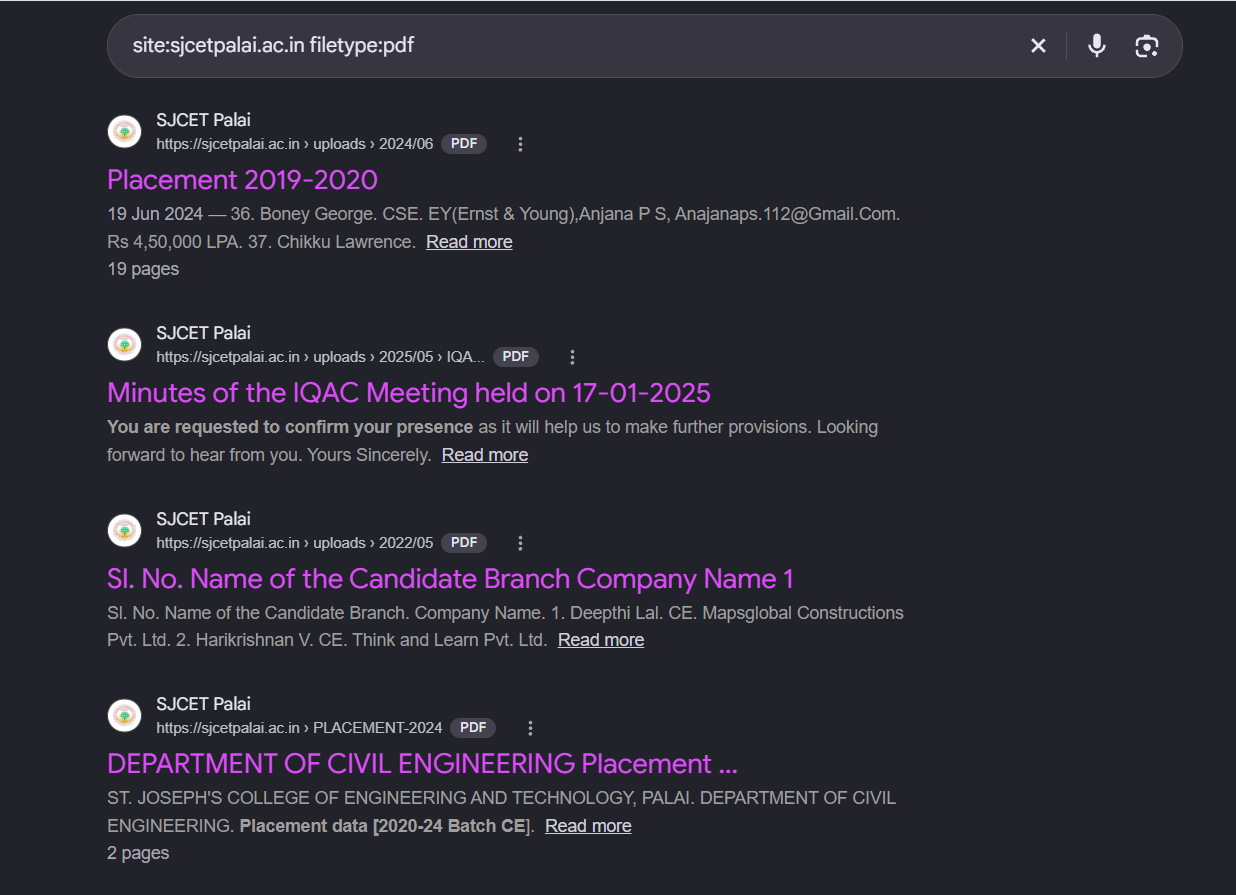 site:sjcetpalai.ac.in filetype:pdf
SJCET Palai
https://sjcetpalai.ac.in › uploads › 2024/06 PDF
Placement 2019-2020
19 Jun 2024 — 36. Boney George. CSE. EY(Ernst & Young),Anjana P S, Anajanaps.112@Gmail.Com.
Rs 4,50,000 LPA. 37. Chikku Lawrence. Read more
19 pages
SJCET Palai
https://sjcetpalai.ac.in › uploads › 2025/05 › IQA... PDF
Minutes of the IQAC Meeting held on 17-01-2025
You are requested to confirm your presence as it will help us to make further provisions. Looking
forward to hear from you. Yours Sincerely. Read more
SJCET Palai
https://sjcetpalai.ac.in › uploads › 2022/05 PDF
Sl. No. Name of the Candidate Branch Company Name 1
Sl. No. Name of the Candidate Branch. Company Name. 1. Deepthi Lal. CE. Mapsglobal Constructions
Pvt. Ltd. 2. Harikrishnan V. CE. Think and Learn Pvt. Ltd. Read more
SJCET Palai
https://sjcetpalai.ac.in › PLACEMENT-2024 PDF
DEPARTMENT OF CIVIL ENGINEERING Placement ...
ST. JOSEPH'S COLLEGE OF ENGINEERING AND TECHNOLOGY, PALAI. DEPARTMENT OF CIVIL
ENGINEERING. Placement data [2020-24 Batch CE]. Read more
2 pages